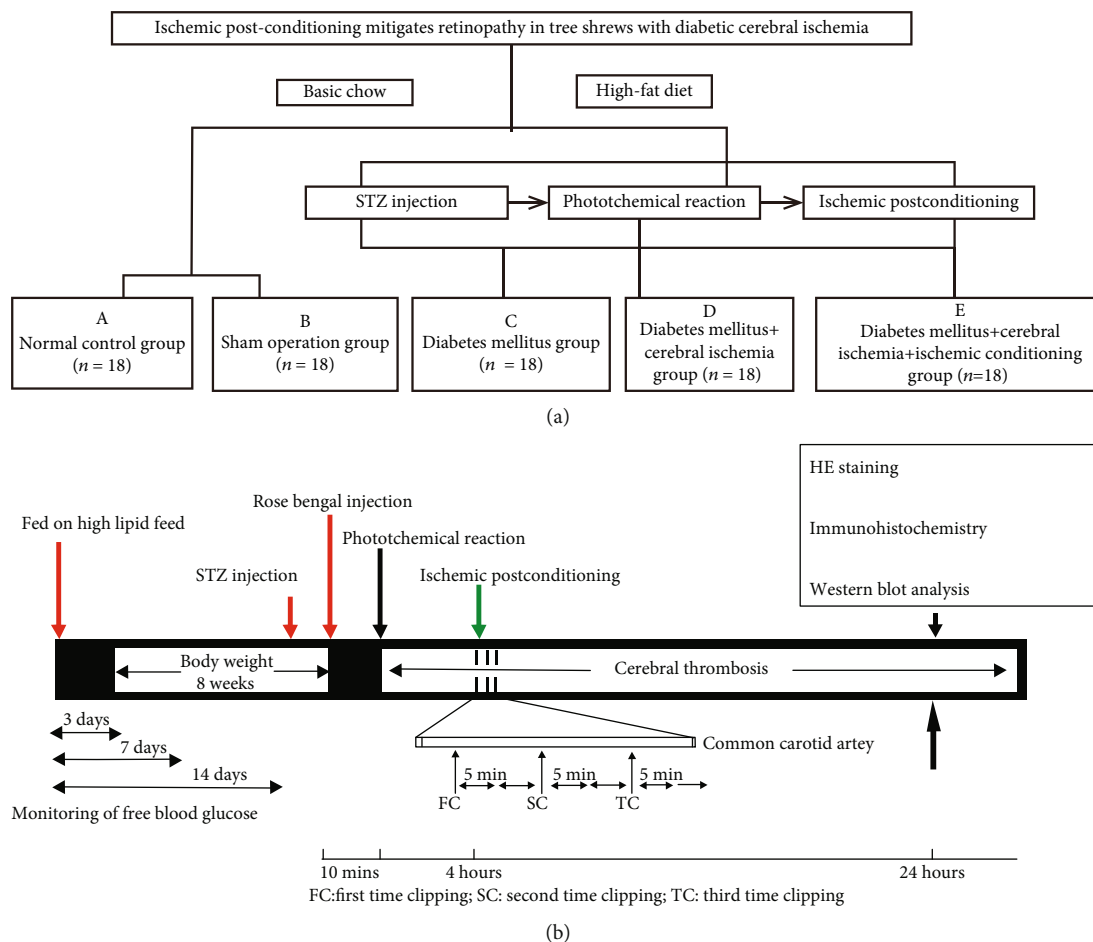 Ischemic post-conditioning mitigates retinopathy in tree shrews with diabetic cerebral ischemia
Basic chow
High-fat diet
STZ injection
Phototchemical reaction
Ischemic postconditioning
A
Normal control group
(n = 18)
B
Sham operation group
(n = 18)
C
Diabetes mellitus group
(n = 18)
D
Diabetes mellitus+
cerebral ischemia
group (n = 18)
E
Diabetes mellitus+cerebral
ischemia+ischemic conditioning
group (n=18)
(a)
HE staining
Immunohistochemistry
Western blot analysis
Rose bengal injection
Fed on high lipid feed
Phototchemical reaction
STZ injection
Ischemic postconditioning
Body weight
8 weeks
Cerebral thrombosis
3 days
7 days
14 days
Monitoring of free blood glucose
Common carotid artey
5 min
5 min
5 min
FC
SC
TC
10 mins
4 hours
24 hours
FC:first time clipping; SC: second time clipping; TC: third time clipping
(b)